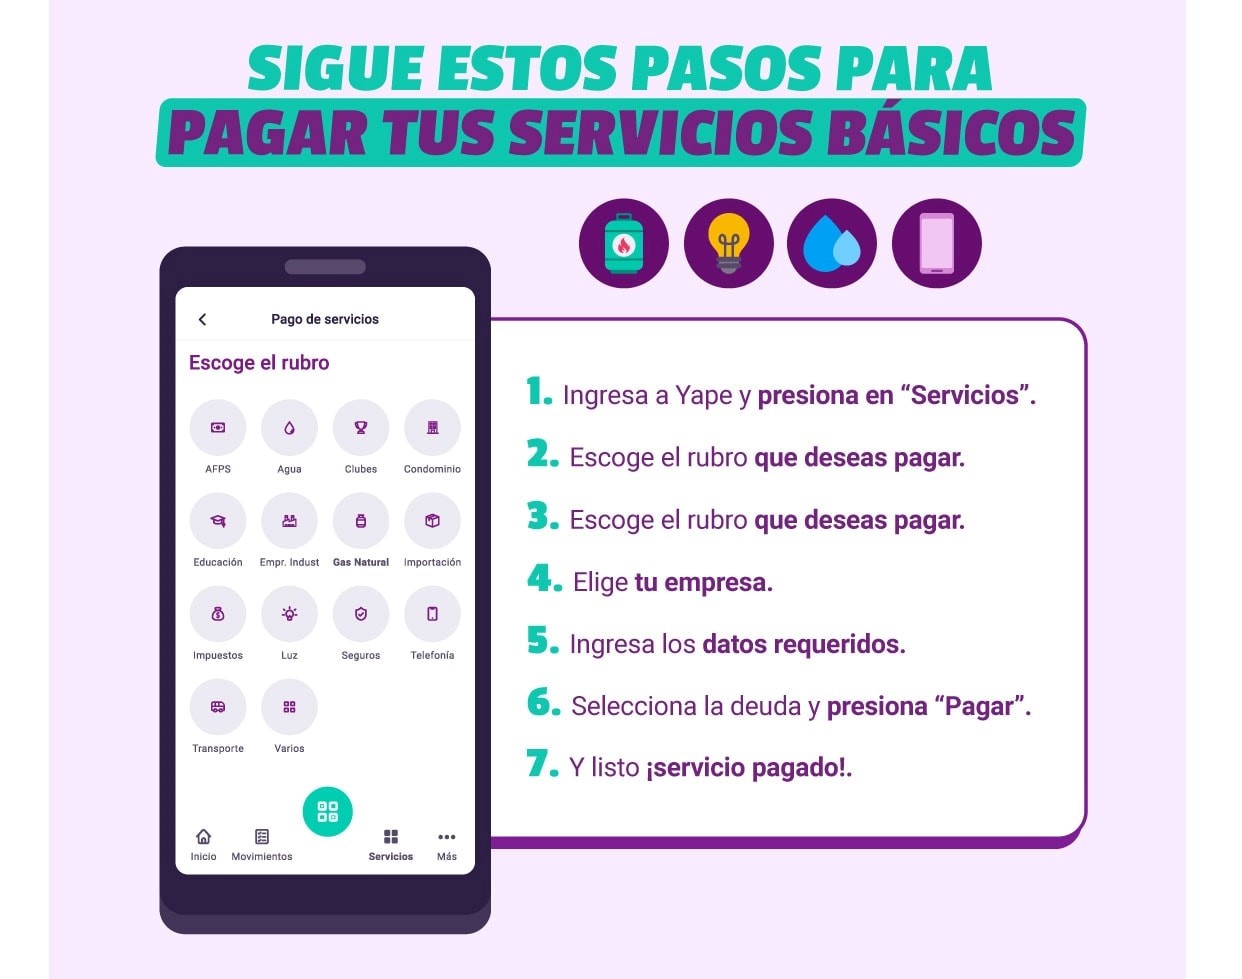 SIGUE ESTOS PASOS PARA
PAGAR TUS SERVICIOS BÁSICOS
Pago de servicios
Escoge el rubro
AFPS Agua Clubes Condominio
Educación Empr. Indust Gas Natural Importación
Impuestos Luz Seguros Telefonía
Transporte Varios
Inicio Movimientos Servicios Más
1. Ingresa a Yape y presiona en “Servicios”.
2. Escoge el rubro que deseas pagar.
3. Escoge el rubro que deseas pagar.
4. Elige tu empresa.
5. Ingresa los datos requeridos.
6. Selecciona la deuda y presiona “Pagar”.
7. Y listo ¡servicio pagado!.